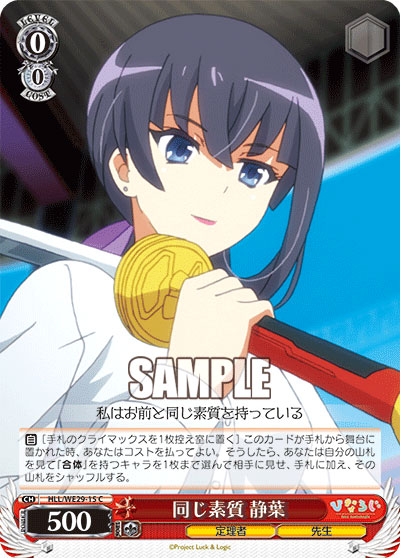 LEVEL
0
0
COST
SAMPLE
私はお前と同じ素質を持っている
自 [手札のクライマックスを1枚控え室に置く] このカードが手札から舞台に
置かれた時、あなたはコストを払ってよい。そうしたら、あなたは自分の山札
を見て「合体」を持つキャラを1枚まで選んで相手に見せ、手札に加え、その
山札をシャッフルする。
CH HLL/WE29-15 C
500
同じ素質 静葉
定理者 先生
ひなろじ
©Project Luck & Logic